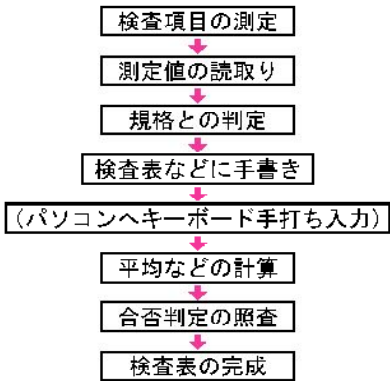 検査項目の測定
測定値の読取り
規格との判定
検査表などに手書き
(パソコンへキーボード手打ち入力)
平均などの計算
合否判定の照査
検査表の完成